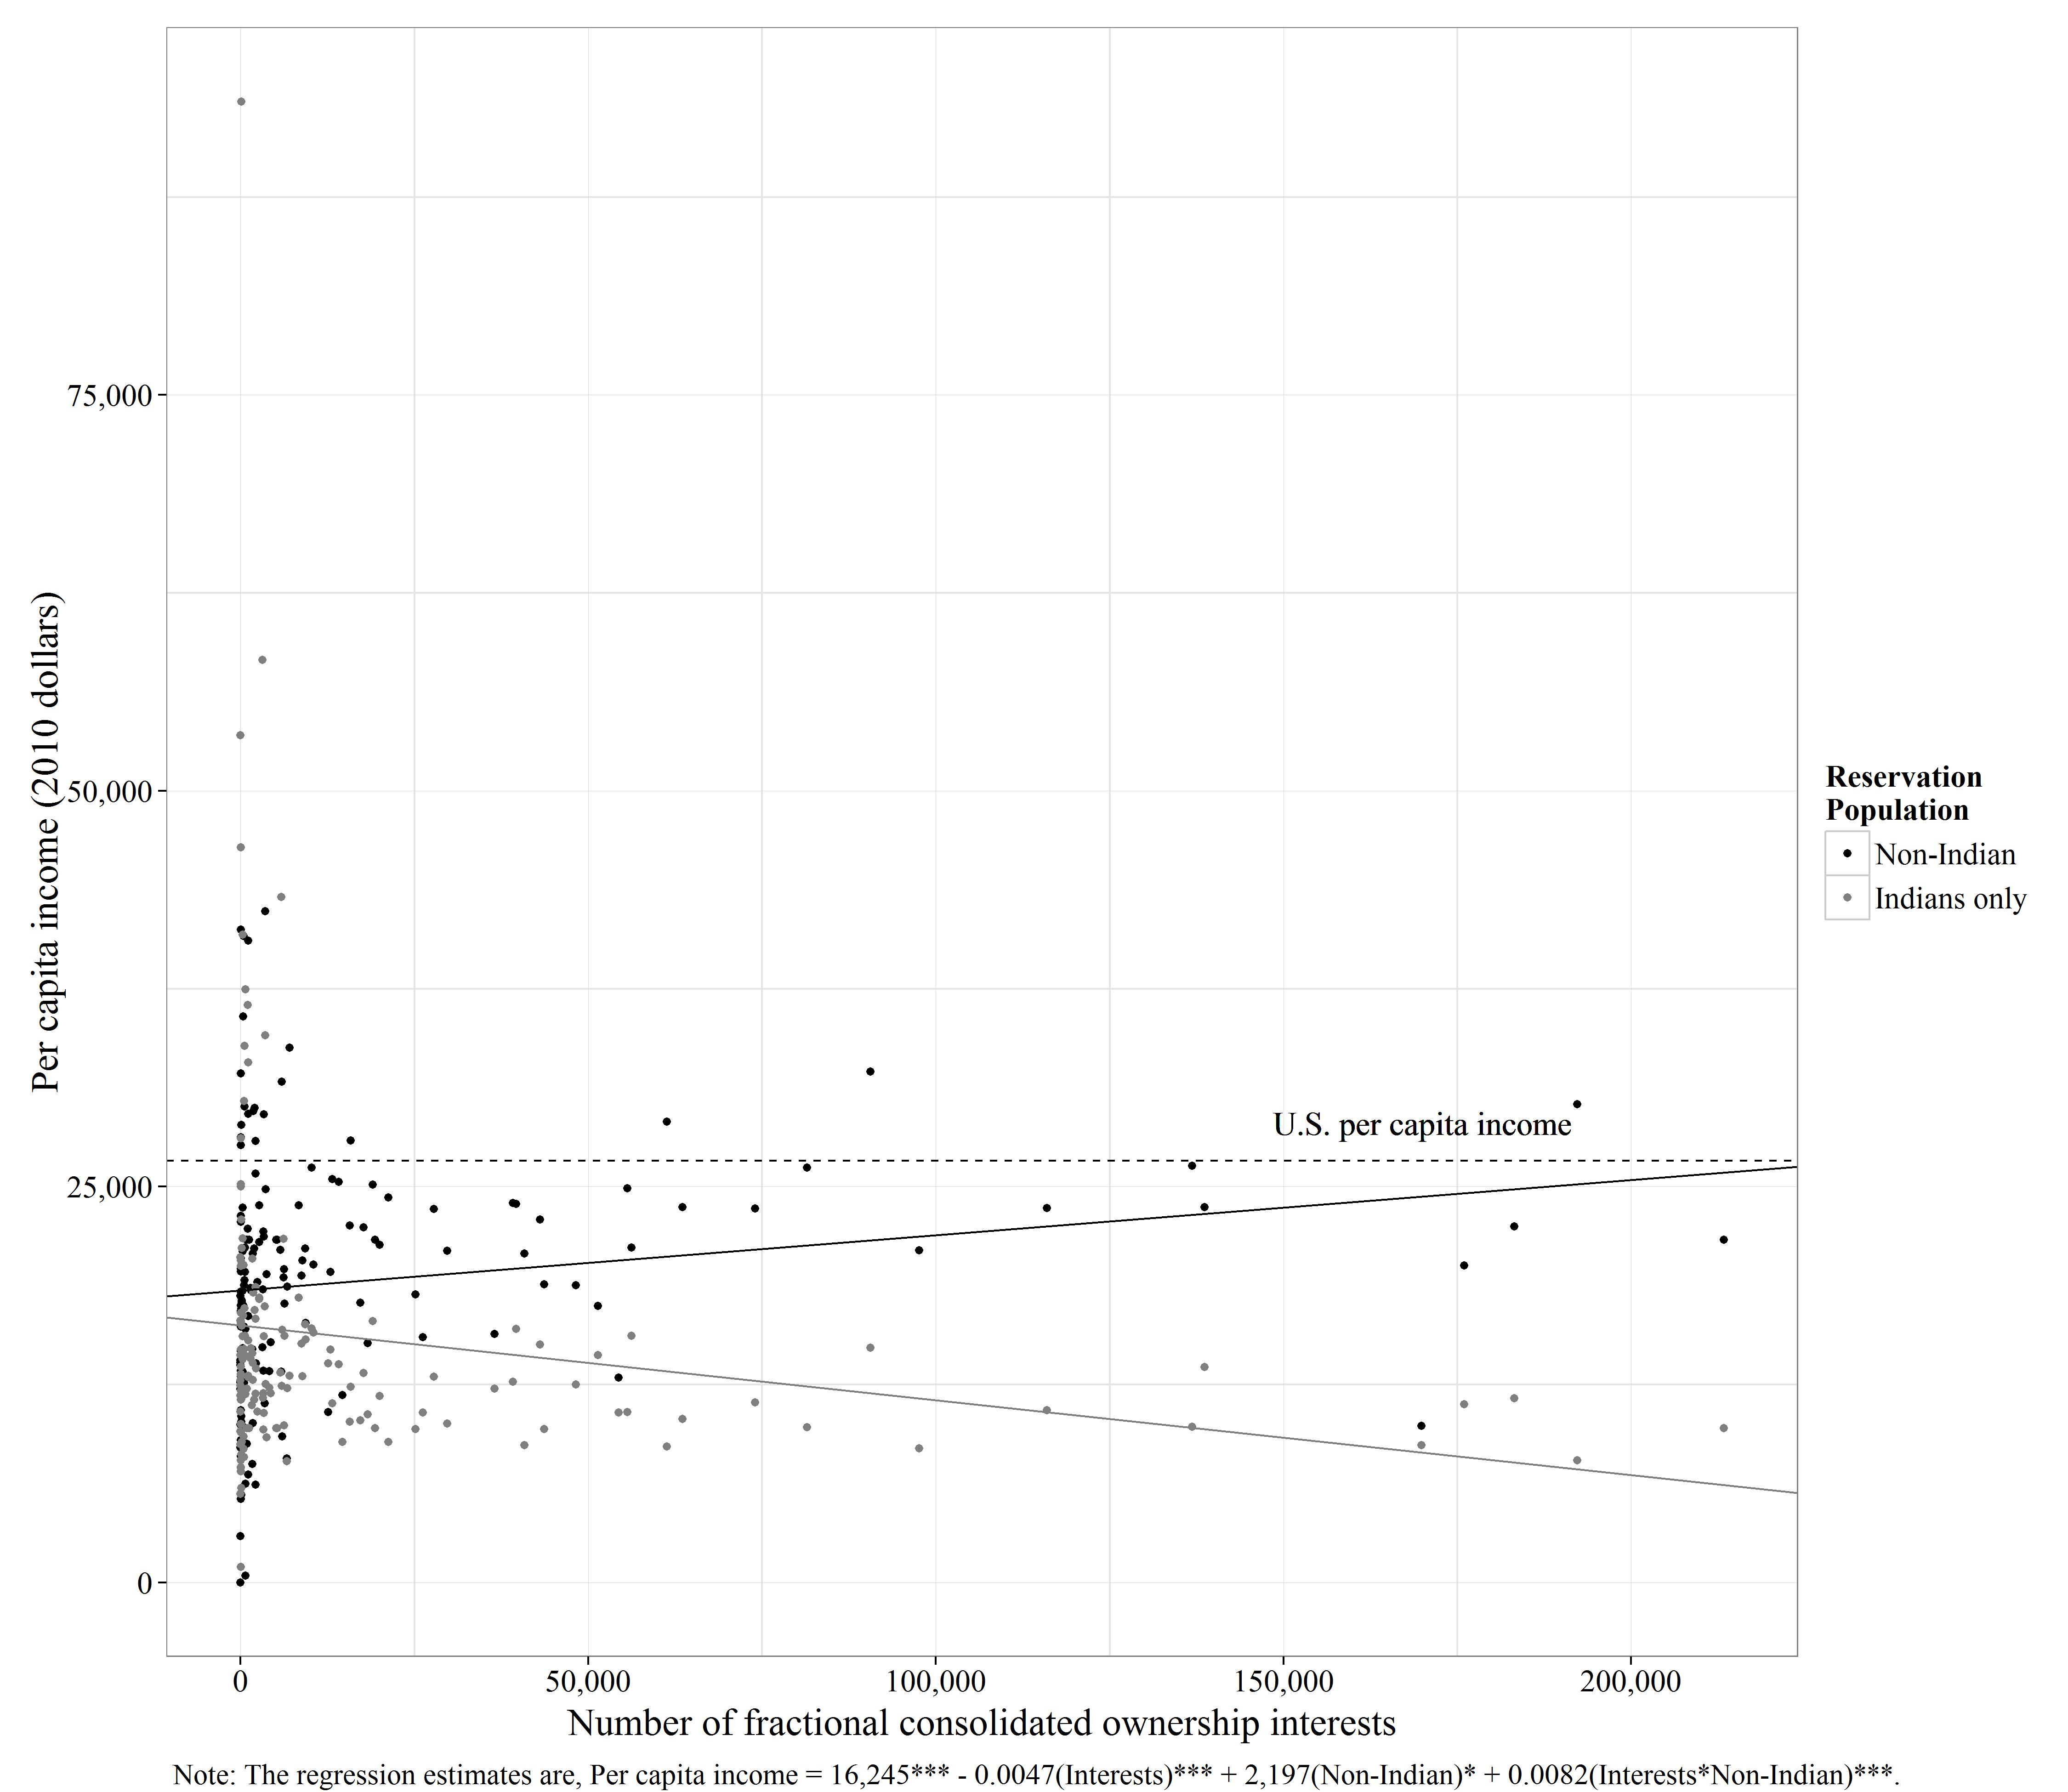 75,000
50,000
25,000
0
Per capita income (2010 dollars)
U.S. per capita income
Reservation
Population
Non-Indian
Indians only
0 50,000 100,000 150,000 200,000
Number of fractional consolidated ownership interests
Note: The regression estimates are, Per capita income = 16,245*** - 0.0047(Interests)*** + 2,197(Non-Indian)* + 0.0082(Interests*Non-Indian)***.